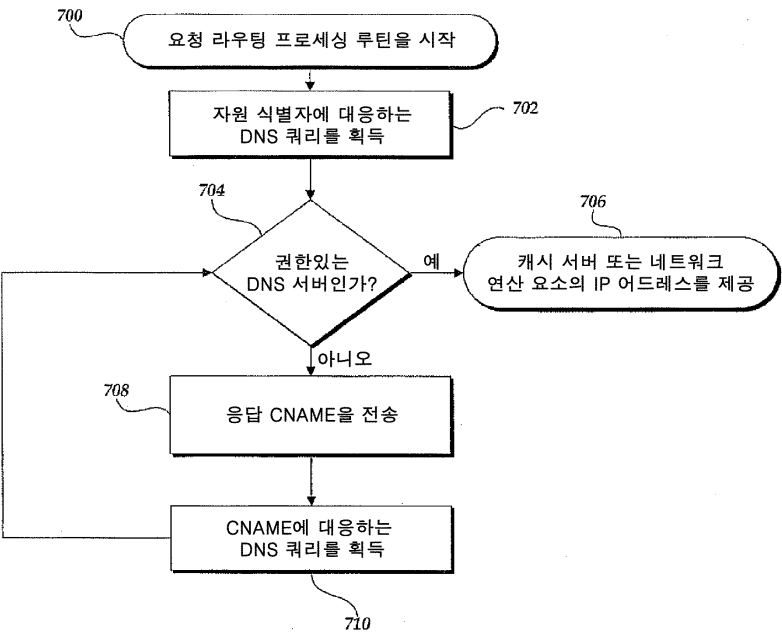 700
요청 라우팅 프로세싱 루틴을 시작
자원 식별자에 대응하는
DNS 쿼리를 획득
702
704
권한있는
DNS 서버인가?
예
706
캐시 서버 또는 네트워크
연산 요소의 IP 어드레스를 제공
아니오
708
응답 CNAME을 전송
CNAME에 대응하는
DNS 쿼리를 획득
710